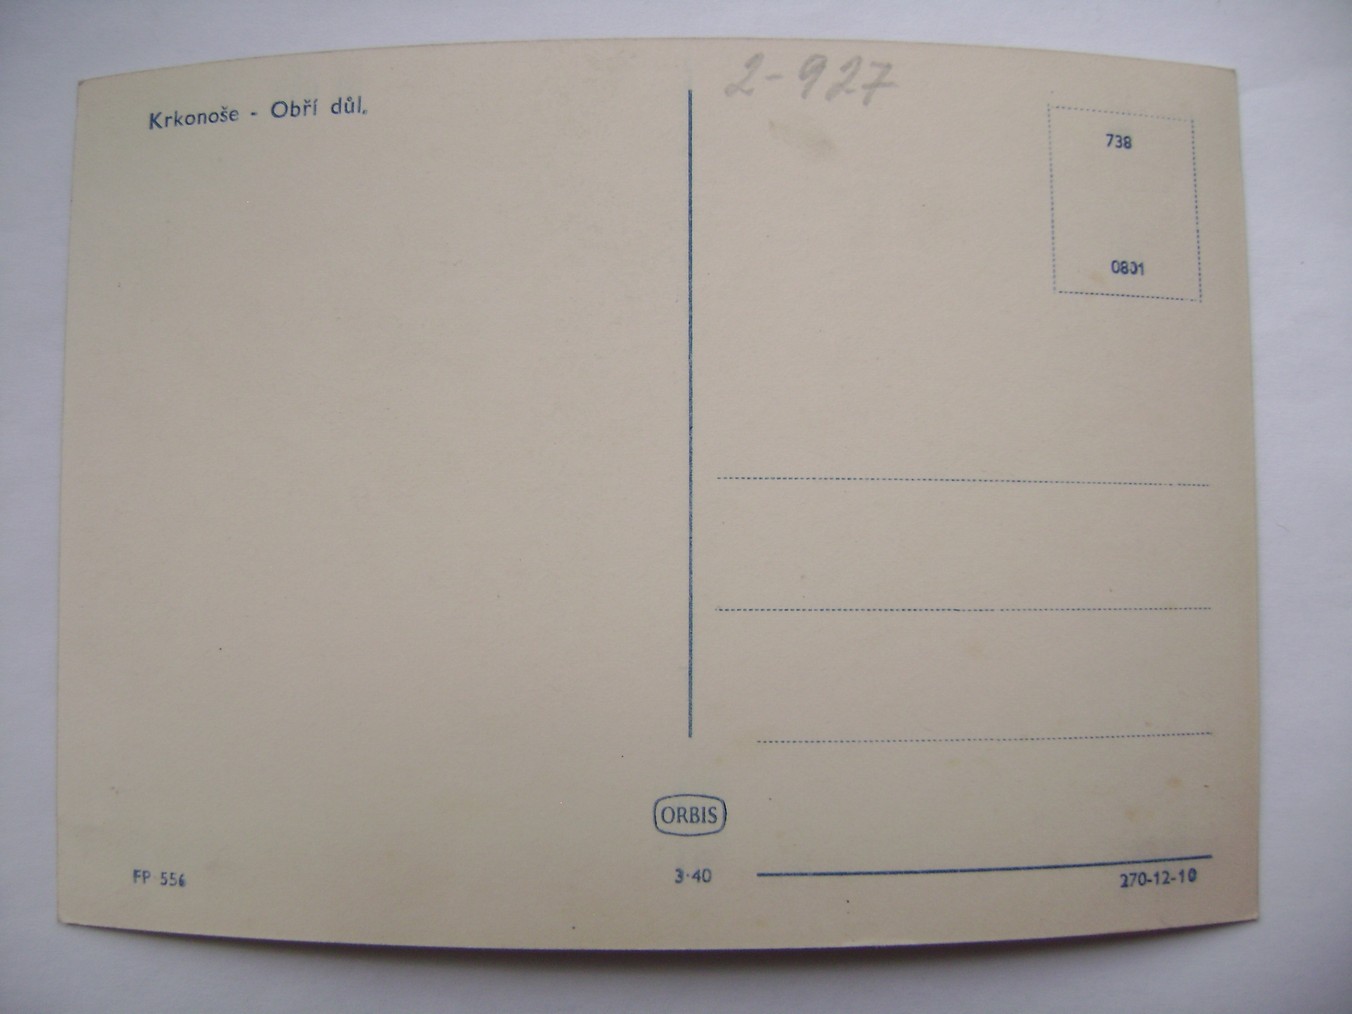 Krkonoše - Obří důl.
2-927
738
0801
ORBIS
FP 556
3·40
270-12-10